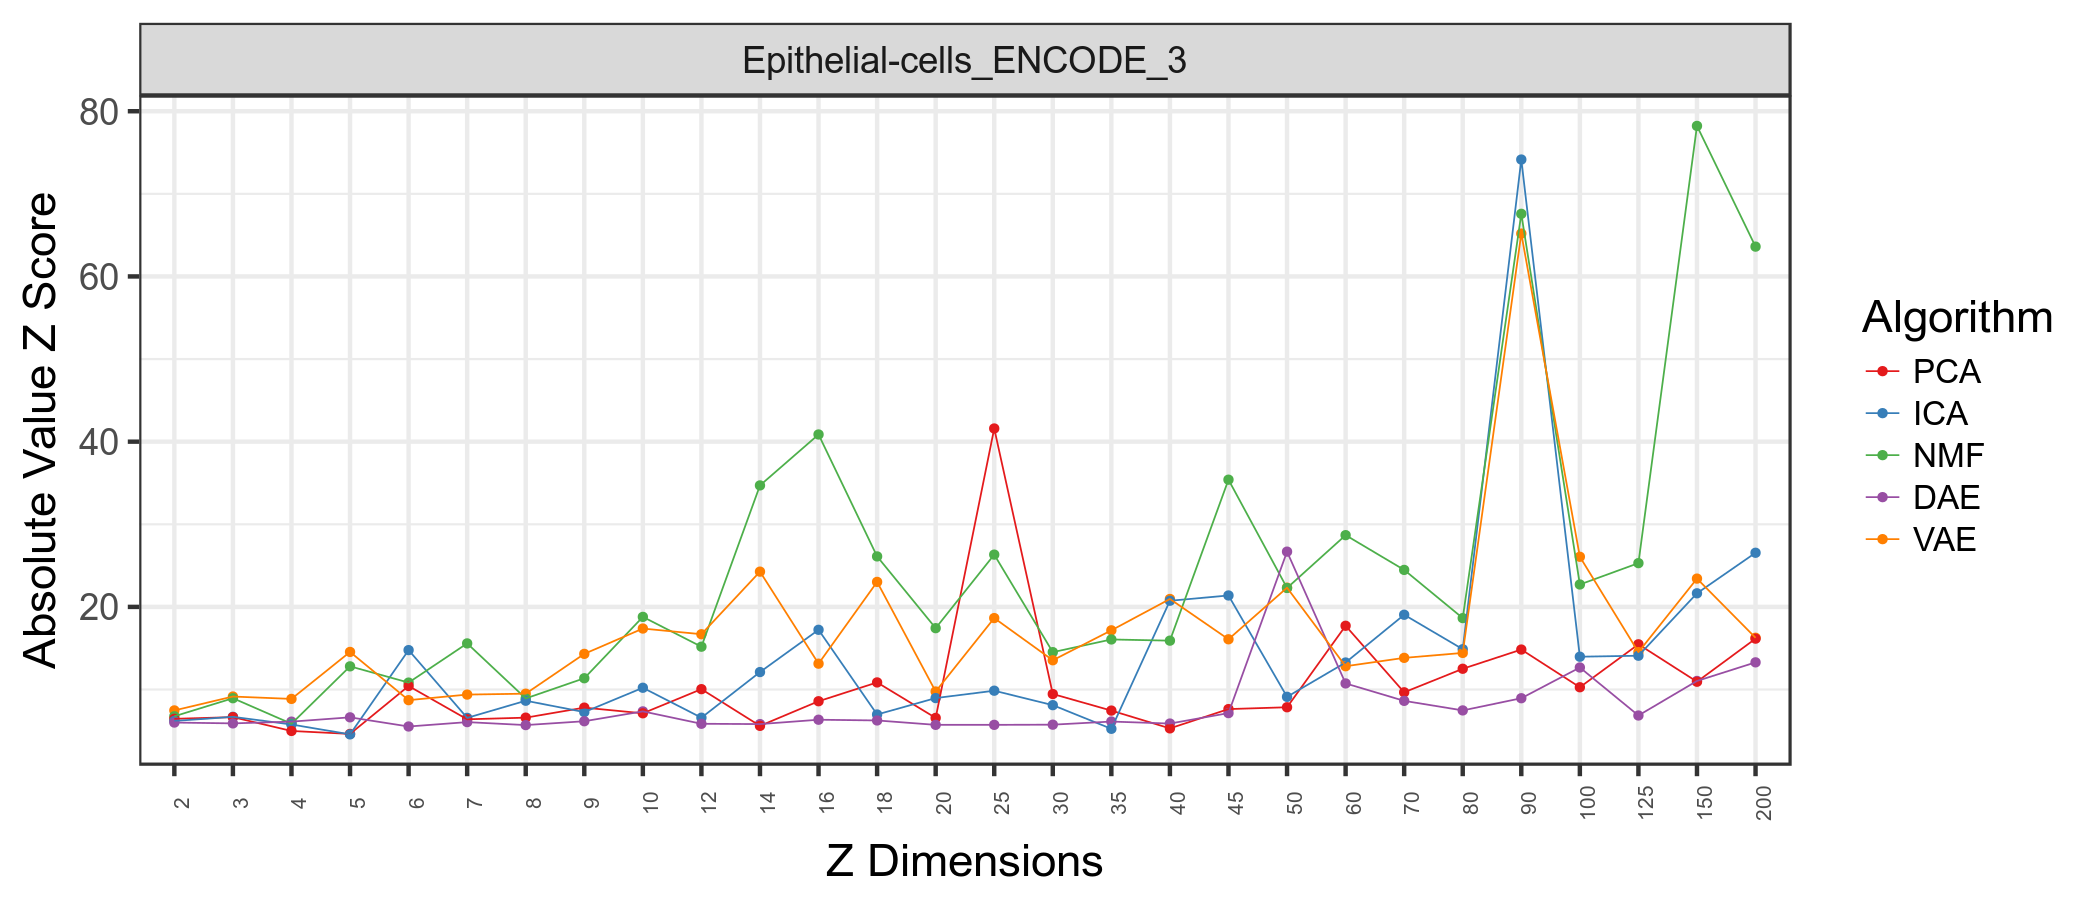 Epithelial-cells_ENCODE_3
Absolute Value Z Score
80
60
40
20
2 3 4 5 6 7 8 9 10 12 14 16 18 20 25 30 35 40 45 50 60 70 80 90 100 125 150 200
Z Dimensions
Algorithm
PCA
ICA
NMF
DAE
VAE